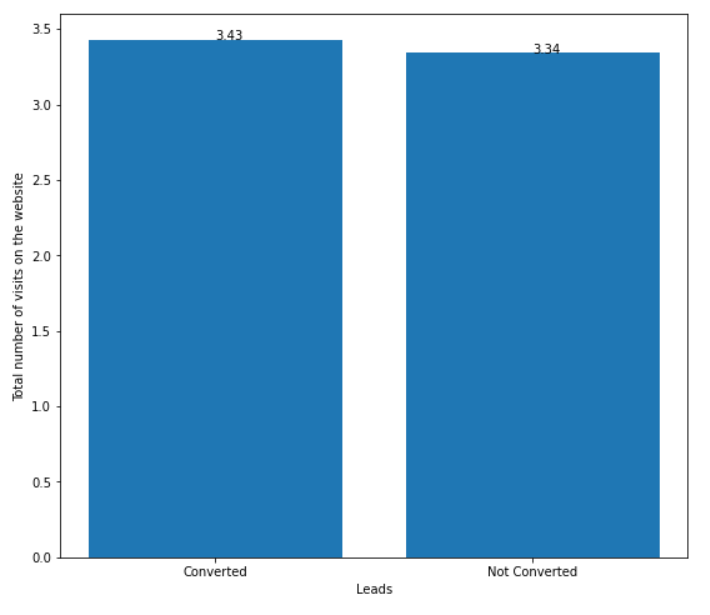 3.5
3.0
2.5
2.0
1.5
1.0
0.5
0.0
Total number of visits on the website
3.43
3.34
Converted
Not Converted
Leads